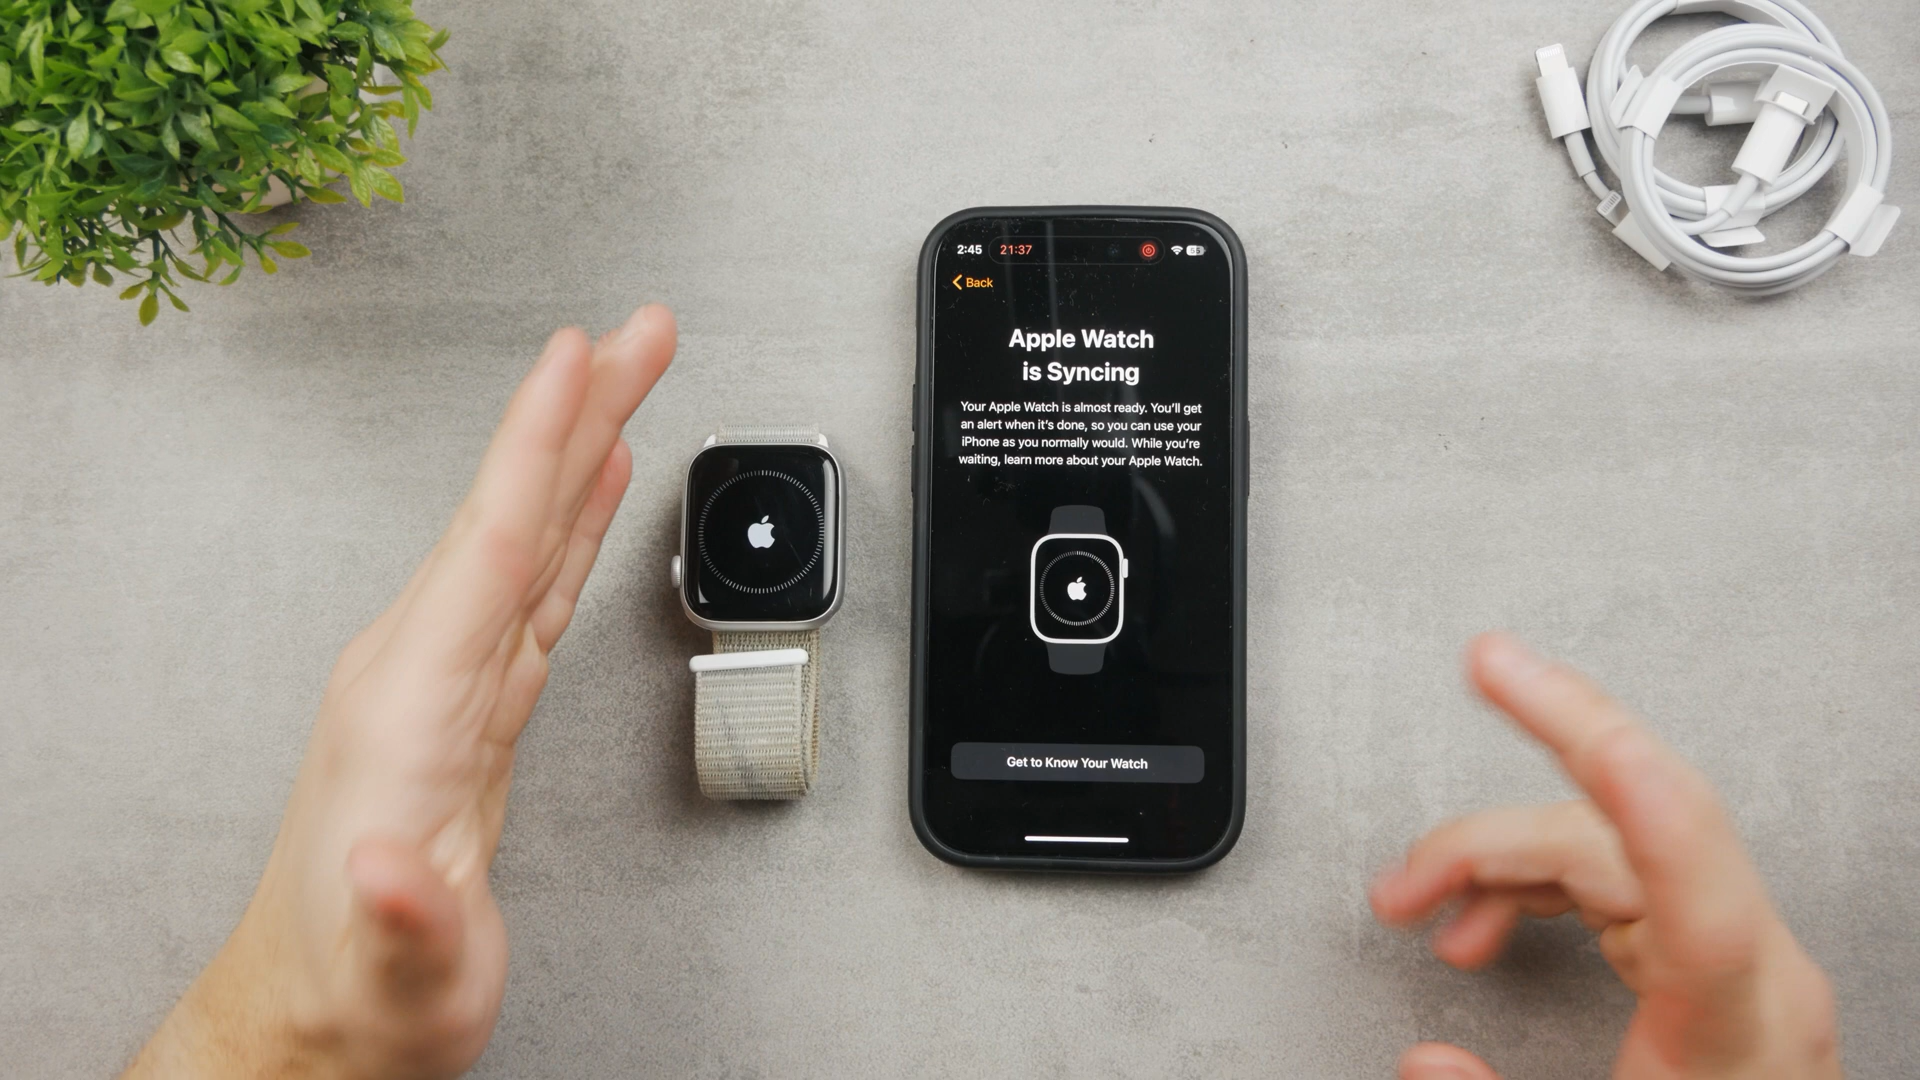 2:45 21:37 55
Back
Apple Watch
is Syncing
Your Apple Watch is almost ready. You'll get
an alert when it's done, so you can use your
iPhone as you normally would. While you're
waiting, learn more about your Apple Watch.
Get to Know Your Watch